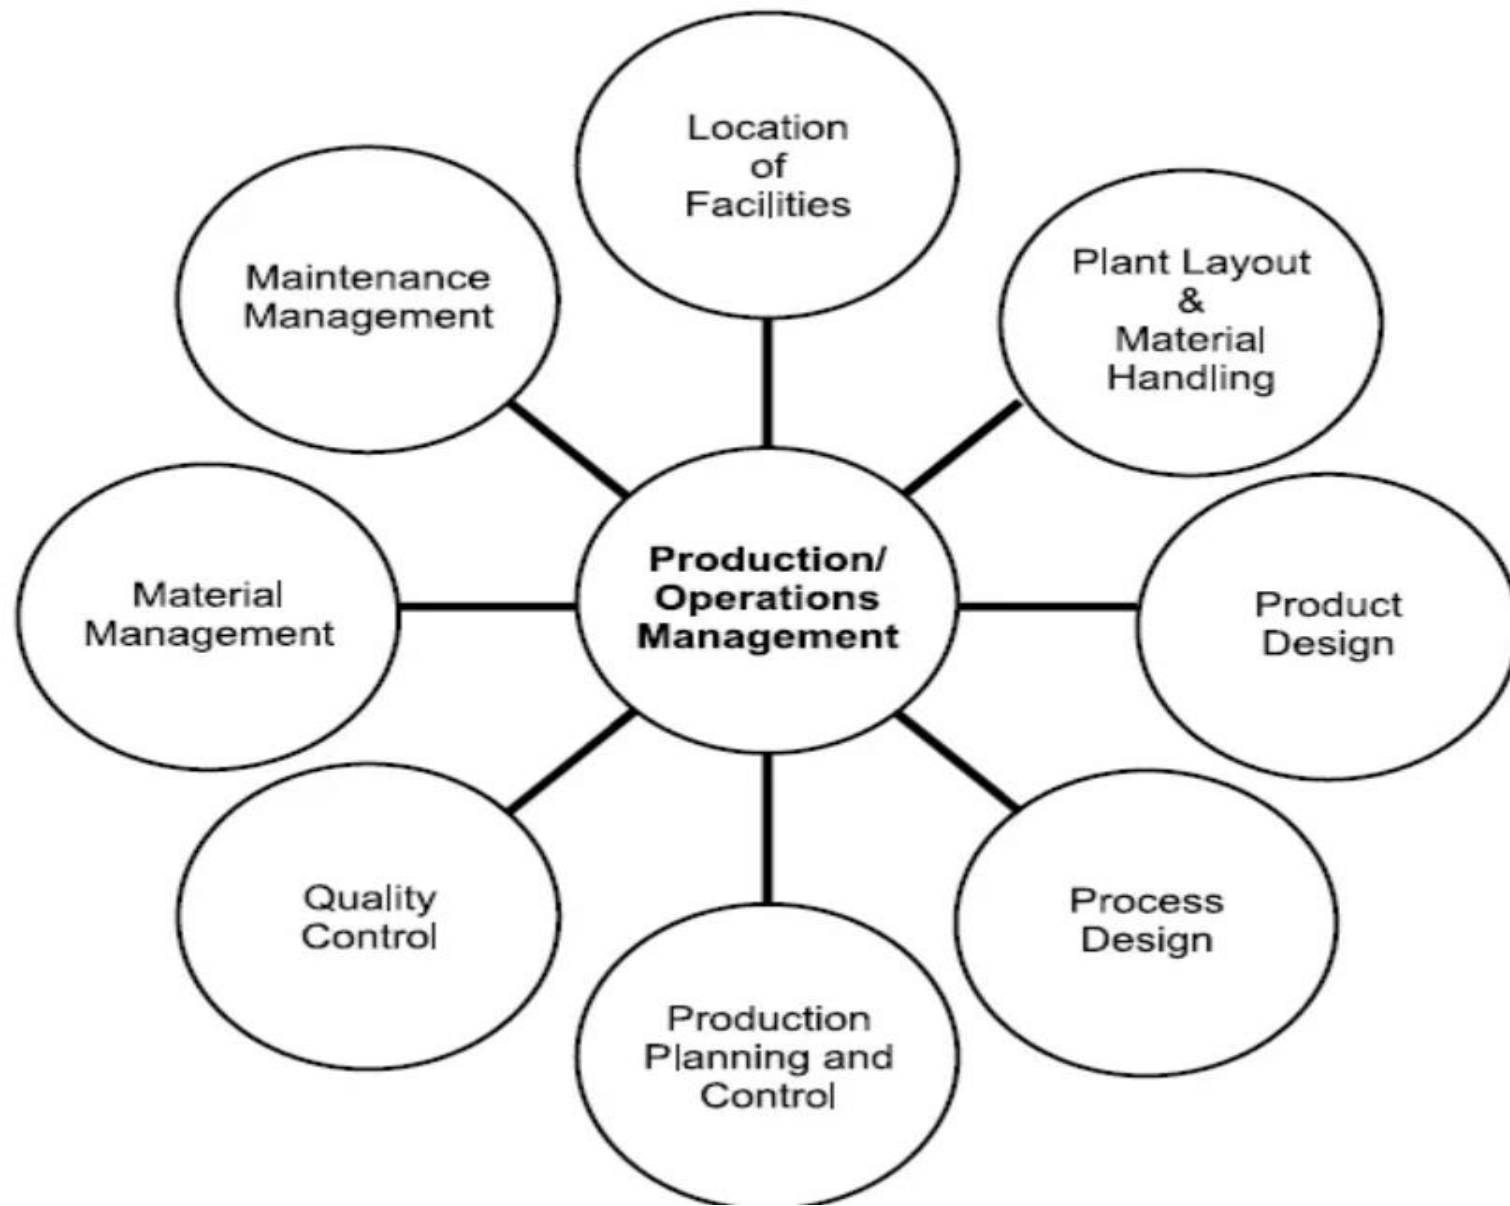 Location
of
Facilities
Plant Layout
&
Material
Handling
Product
Design
Process
Design
Production
Planning and
Control
Quality
Control
Material
Management
Maintenance
Management
Production/
Operations
Management